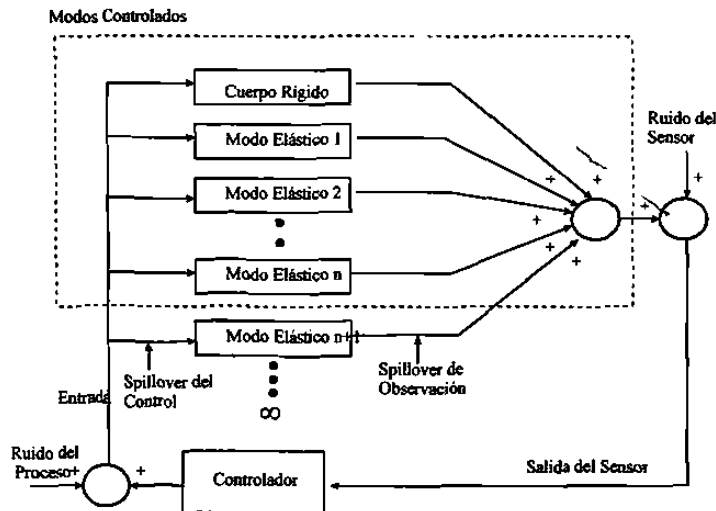 Modos Controlados
Cuerpo Rígido
Modo Elástico 1
Modo Elástico 2
Modo Elástico n
Modo Elástico n+1
∞
Ruido del
Sensor
+
+
+
+
+
+
+
Spillover del
Control
Spillover de
Observación
Entrada
Ruido del
Proceso+
+
Controlador
Salida del Sensor